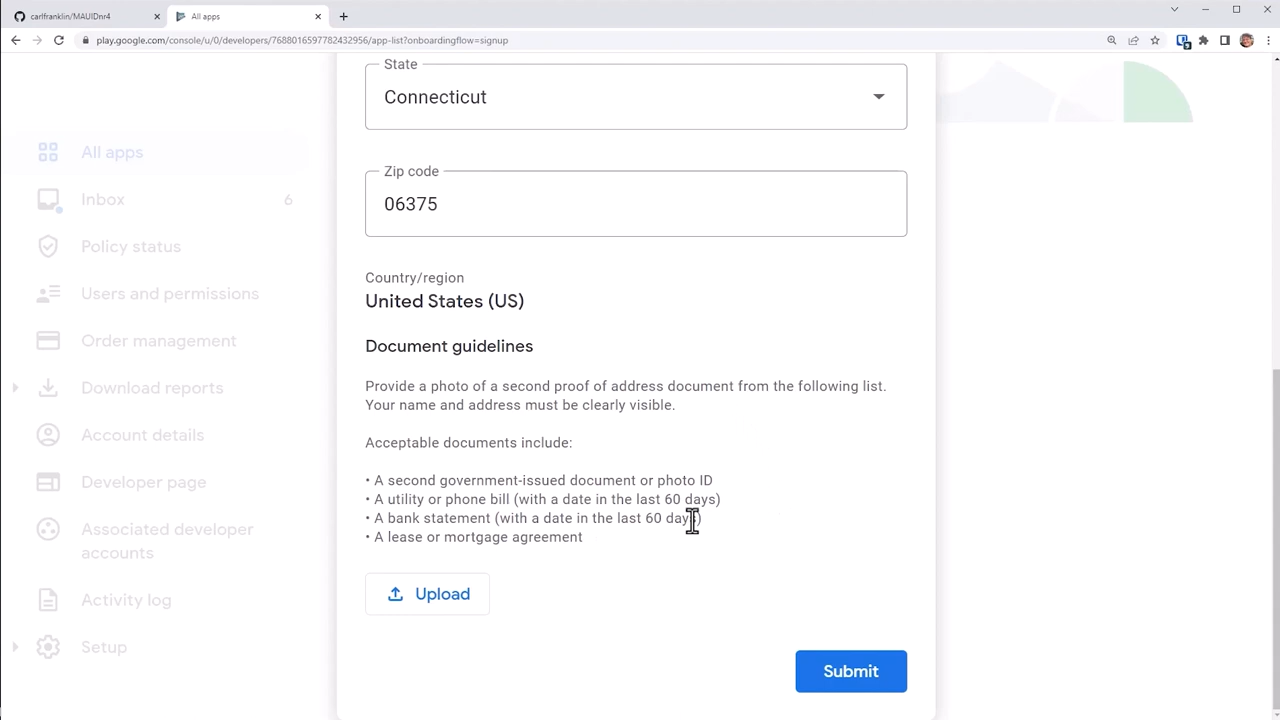 carlfranklin/MAUIDnr4
All apps
play.google.com/console/u/0/developers/7688016597782432956/app-list?onboardingflow=signup
All apps
Inbox 6
Policy status
Users and permissions
Order management
Download reports
Account details
Developer page
Associated developer
accounts
Activity log
Setup
State
Connecticut
Zip code
06375
Country/region
United States (US)
Document guidelines
Provide a photo of a second proof of address document from the following list.
Your name and address must be clearly visible.
Acceptable documents include:
• A second government-issued document or photo ID
• A utility or phone bill (with a date in the last 60 days)
• A bank statement (with a date in the last 60 days)
• A lease or mortgage agreement
Upload
Submit